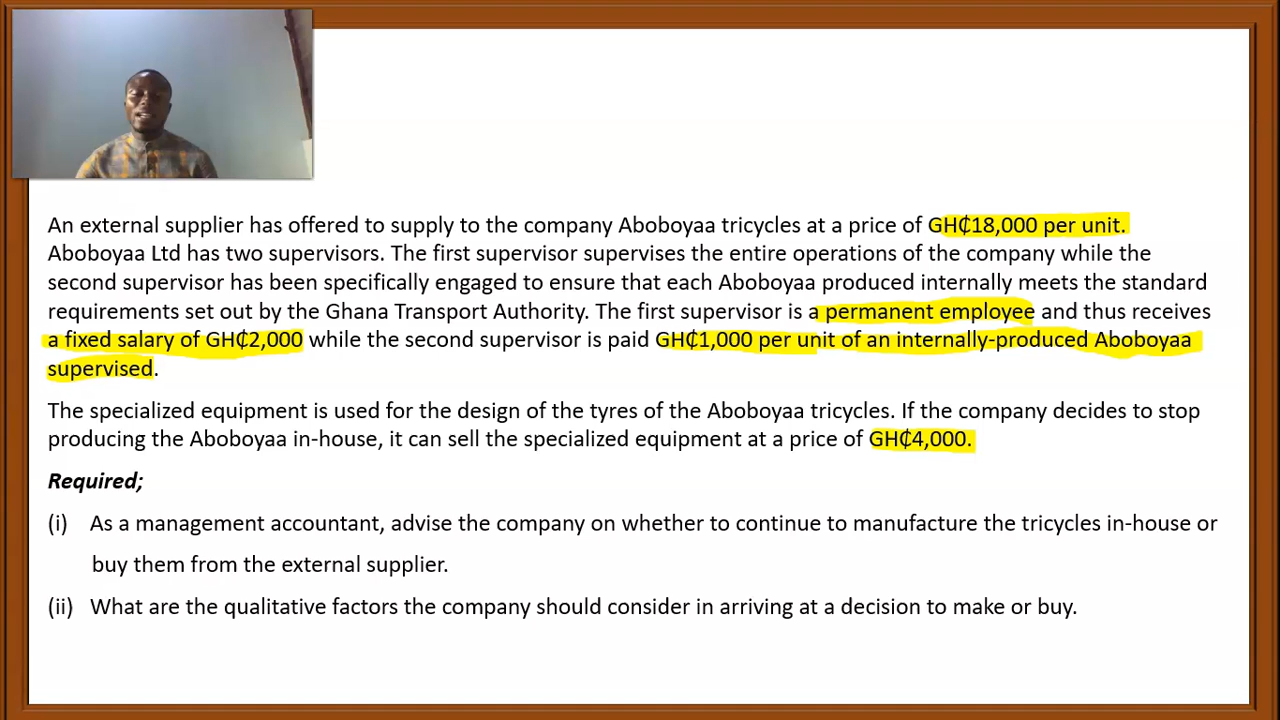 An external supplier has offered to supply to the company Aboboyaa tricycles at a price of GH₵18,000 per unit.
Aboboyaa Ltd has two supervisors. The first supervisor supervises the entire operations of the company while the
second supervisor has been specifically engaged to ensure that each Aboboyaa produced internally meets the standard
requirements set out by the Ghana Transport Authority. The first supervisor is a permanent employee and thus receives
a fixed salary of GH₵2,000 while the second supervisor is paid GH₵1,000 per unit of an internally-produced Aboboyaa
supervised.
The specialized equipment is used for the design of the tyres of the Aboboyaa tricycles. If the company decides to stop
producing the Aboboyaa in-house, it can sell the specialized equipment at a price of GH₵4,000.
Required;
(i) As a management accountant, advise the company on whether to continue to manufacture the tricycles in-house or
buy them from the external supplier.
(ii) What are the qualitative factors the company should consider in arriving at a decision to make or buy.